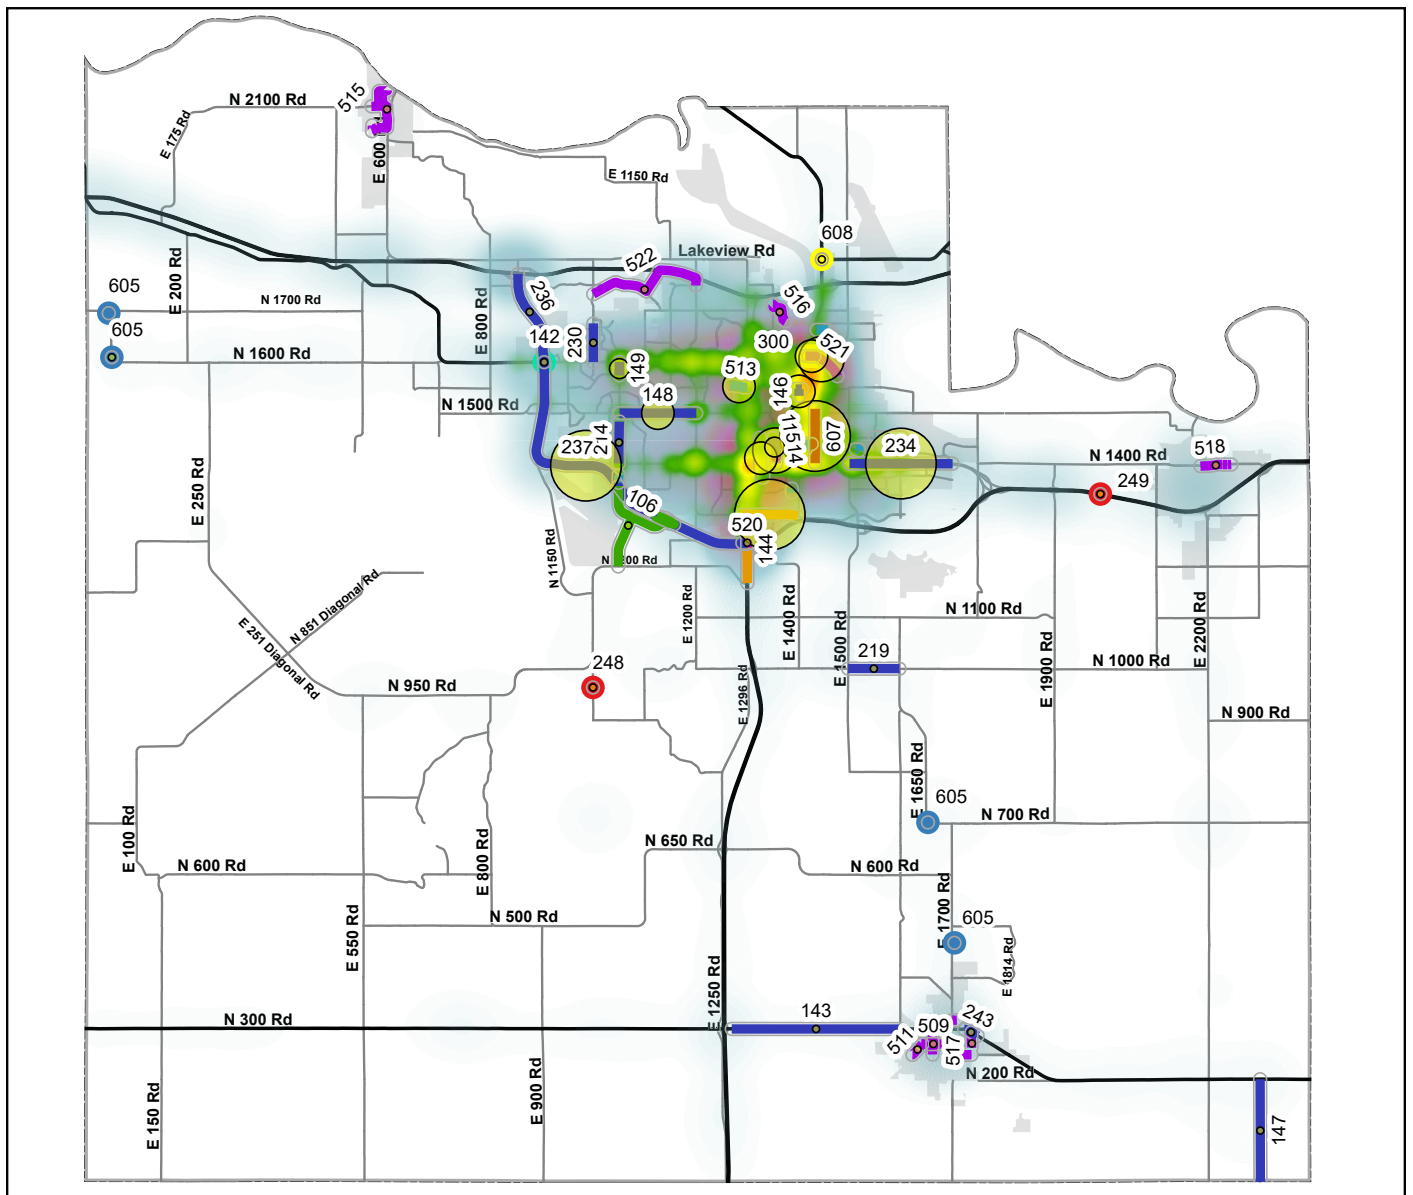 515
N 2100 Rd
E 175 Rd
E 600
E 1150 Rd
608
Lakeview Rd
522
605
E 200 Rd
N 1700 Rd
E 800 Rd
236
516
605
142
230
300
521
N 1600 Rd
149
513
146
148
N 1500 Rd
214
237
607
234
N 1400 Rd
518
249
E 250 Rd
106
520
144
N 1150 Rd
N 851 Diagonal Rd
E 251 Diagonal Rd
E 1200 Rd
E 1400 Rd
E 1500 Rd
N 1100 Rd
E 1900 Rd
E 2200 Rd
248
219
N 1000 Rd
N 950 Rd
E 1296 Rd
N 900 Rd
E 1650 Rd
605
N 700 Rd
E 100 Rd
N 650 Rd
N 600 Rd
E 800 Rd
N 600 Rd
E 1700 Rd
N 500 Rd
605
E 550 Rd
E 1250 Rd
E 1814 Rd
N 300 Rd
143
511
509
517
243
N 200 Rd
E 150 Rd
E 900 Rd
147